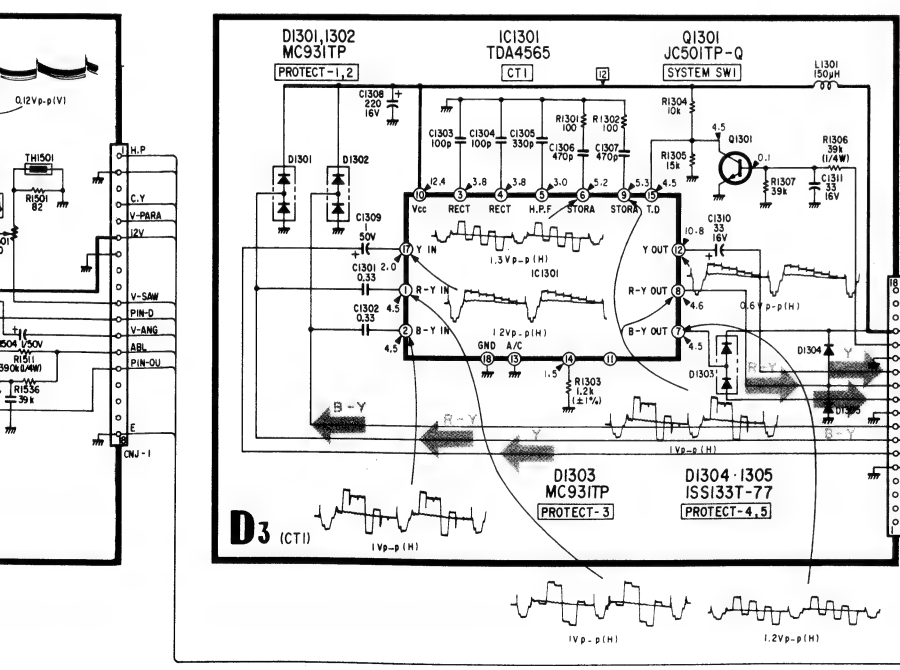 0.12Vp-p(V)
TH1501
R1501
82
1
H.P
C.Y
V-PARA
12V
V-SAW
PIN-D
V-ANG
ABL
PIN-OU
E
8
CNJ-1
1/50V
R1511
390k(1/4W)
R1536
39k
D1301,1302
MC931TP
PROTECT-1,2
IC1301
TDA4565
CTI
Q1301
JC501TP-Q
SYSTEM SW1
12
L1301
150μH
C1308
220
16V
C1303
100p
C1304
100p
C1305
330p
R1301
100
R1302
100
C1306
470p
C1307
470p
R1304
10k
R1305
15k
4.5
Q1301
0.1
R1306
39k
(1/4W)
R1307
39k
C1311
33
16V
D1301
D1302
12.4
3.8
3.8
3.0
5.2
5.3
4.5
10
3
4
5
6
9
15
Vcc
RECT
RECT
H.P.F
STORA
STORA
T.D
C1309
1
50V
17
Y IN
2.0
1.3Vp-p(H)
IC1301
Y OUT
12
10.8
C1310
33
16V
C1301
0.33
1
R-Y IN
4.5
R-Y OUT
8
4.6
0.6Vp-p(H)
C1302
0.33
2
B-Y IN
4.5
1.2Vp-p(H)
B-Y OUT
7
4.5
GND
A/C
18
13
14
11
1.5
R1303
1.2k
(±1%)
D1303
D1304
Y
R-Y
D1305
B-Y
B-Y
R-Y
Y
1Vp-p(H)
18
1
D1303
MC931TP
PROTECT-3
D1304·1305
ISS133T-77
PROTECT-4,5
D3 (CTI)
1Vp-p(H)
1Vp-p(H)
1.2Vp-p(H)